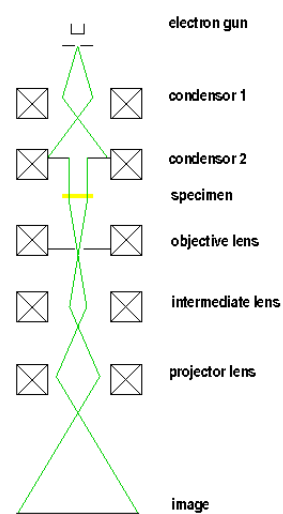 electron gun
condensor 1
condensor 2
specimen
objective lens
intermediate lens
projector lens
image